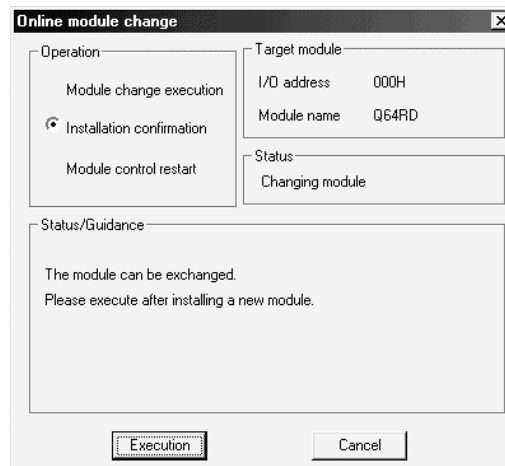 Online module change
Operation
Module change execution
Installation confirmation
Module control restart
Target module
I/O address 000H
Module name Q64RD
Status
Changing module
Status/Guidance
The module can be exchanged.
Please execute after installing a new module.
Execution
Cancel